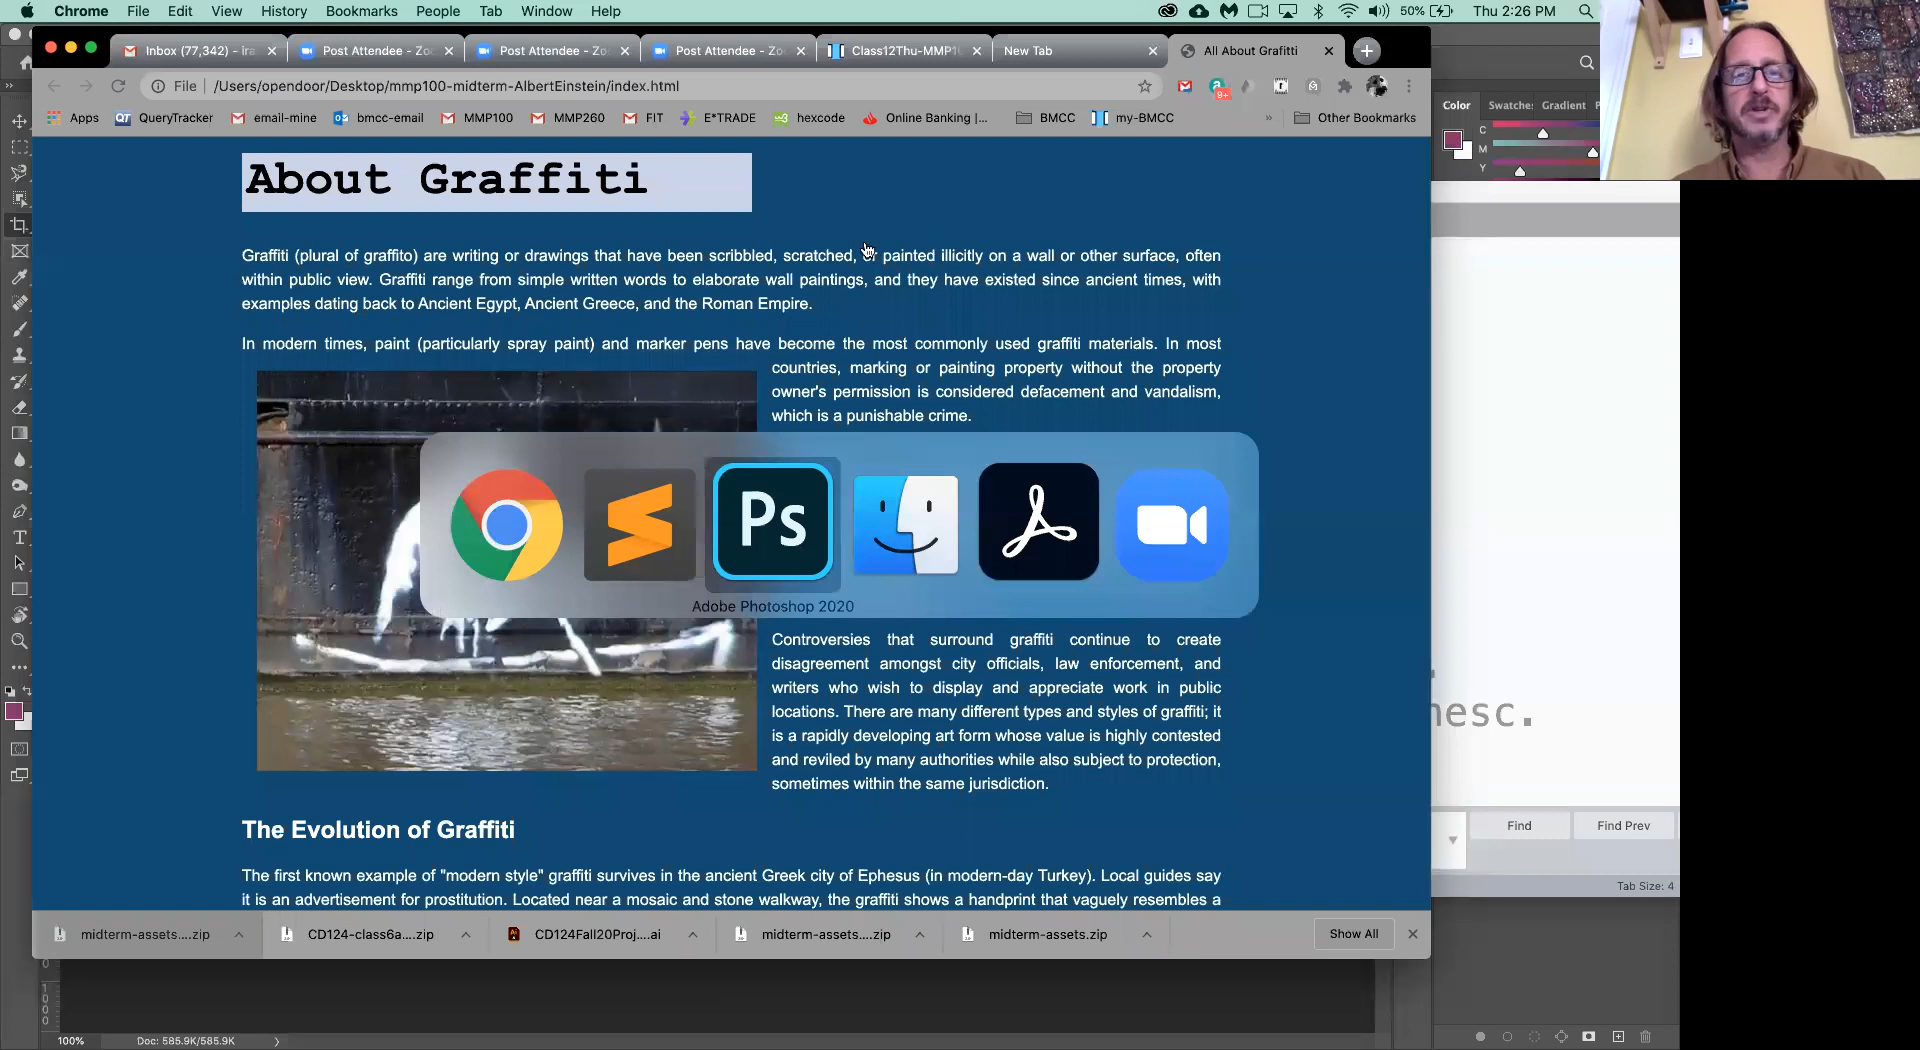 Chrome File Edit View History Bookmarks People Tab Window Help
50% Thu 2:26 PM
Inbox (77,342) - ira
Post Attendee - Zo
Post Attendee - Zo
Post Attendee - Zo
Class12Thu-MMP1
New Tab
All About Grafitti
File /Users/opendoor/Desktop/mmp100-midterm-AlbertEinstein/index.html
9+
Apps QueryTracker email-mine bmcc-email MMP100 MMP260 FIT E*TRADE hexcode Online Banking |... BMCC my-BMCC » Other Bookmarks
Color Swatches Gradient
C
M
Y
About Graffiti
Graffiti (plural of graffito) are writing or drawings that have been scribbled, scratched, or painted illicitly on a wall or other surface, often
within public view. Graffiti range from simple written words to elaborate wall paintings, and they have existed since ancient times, with
examples dating back to Ancient Egypt, Ancient Greece, and the Roman Empire.
In modern times, paint (particularly spray paint) and marker pens have become the most commonly used graffiti materials. In most
countries, marking or painting property without the property
owner's permission is considered defacement and vandalism,
which is a punishable crime.
Ps
Adobe Photoshop 2020
Controversies that surround graffiti continue to create
disagreement amongst city officials, law enforcement, and
writers who wish to display and appreciate work in public
locations. There are many different types and styles of graffiti; it
is a rapidly developing art form whose value is highly contested
and reviled by many authorities while also subject to protection,
sometimes within the same jurisdiction.
The Evolution of Graffiti
The first known example of "modern style" graffiti survives in the ancient Greek city of Ephesus (in modern-day Turkey). Local guides say
it is an advertisement for prostitution. Located near a mosaic and stone walkway, the graffiti shows a handprint that vaguely resembles a
nesc.
Find Find Prev
Tab Size: 4
midterm-assets....zip CD124-class6a....zip CD124Fall20Proj....ai midterm-assets....zip midterm-assets.zip Show All
0
1
0
0
0
100% Doc: 585.9K/585.9K